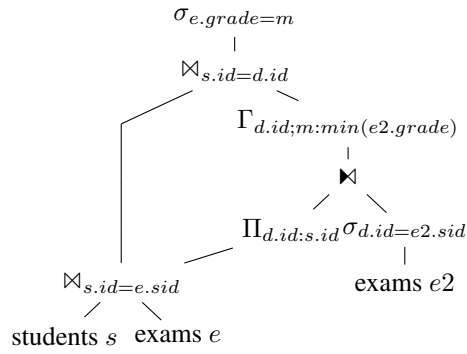 σ_{e.grade=m}
⋈_{s.id=d.id}
Γ_{d.id;m:min(e2.grade)}
⧑
Π_{d.id:s.id} σ_{d.id=e2.sid}
⋈_{s.id=e.sid} exams e2
students s exams e